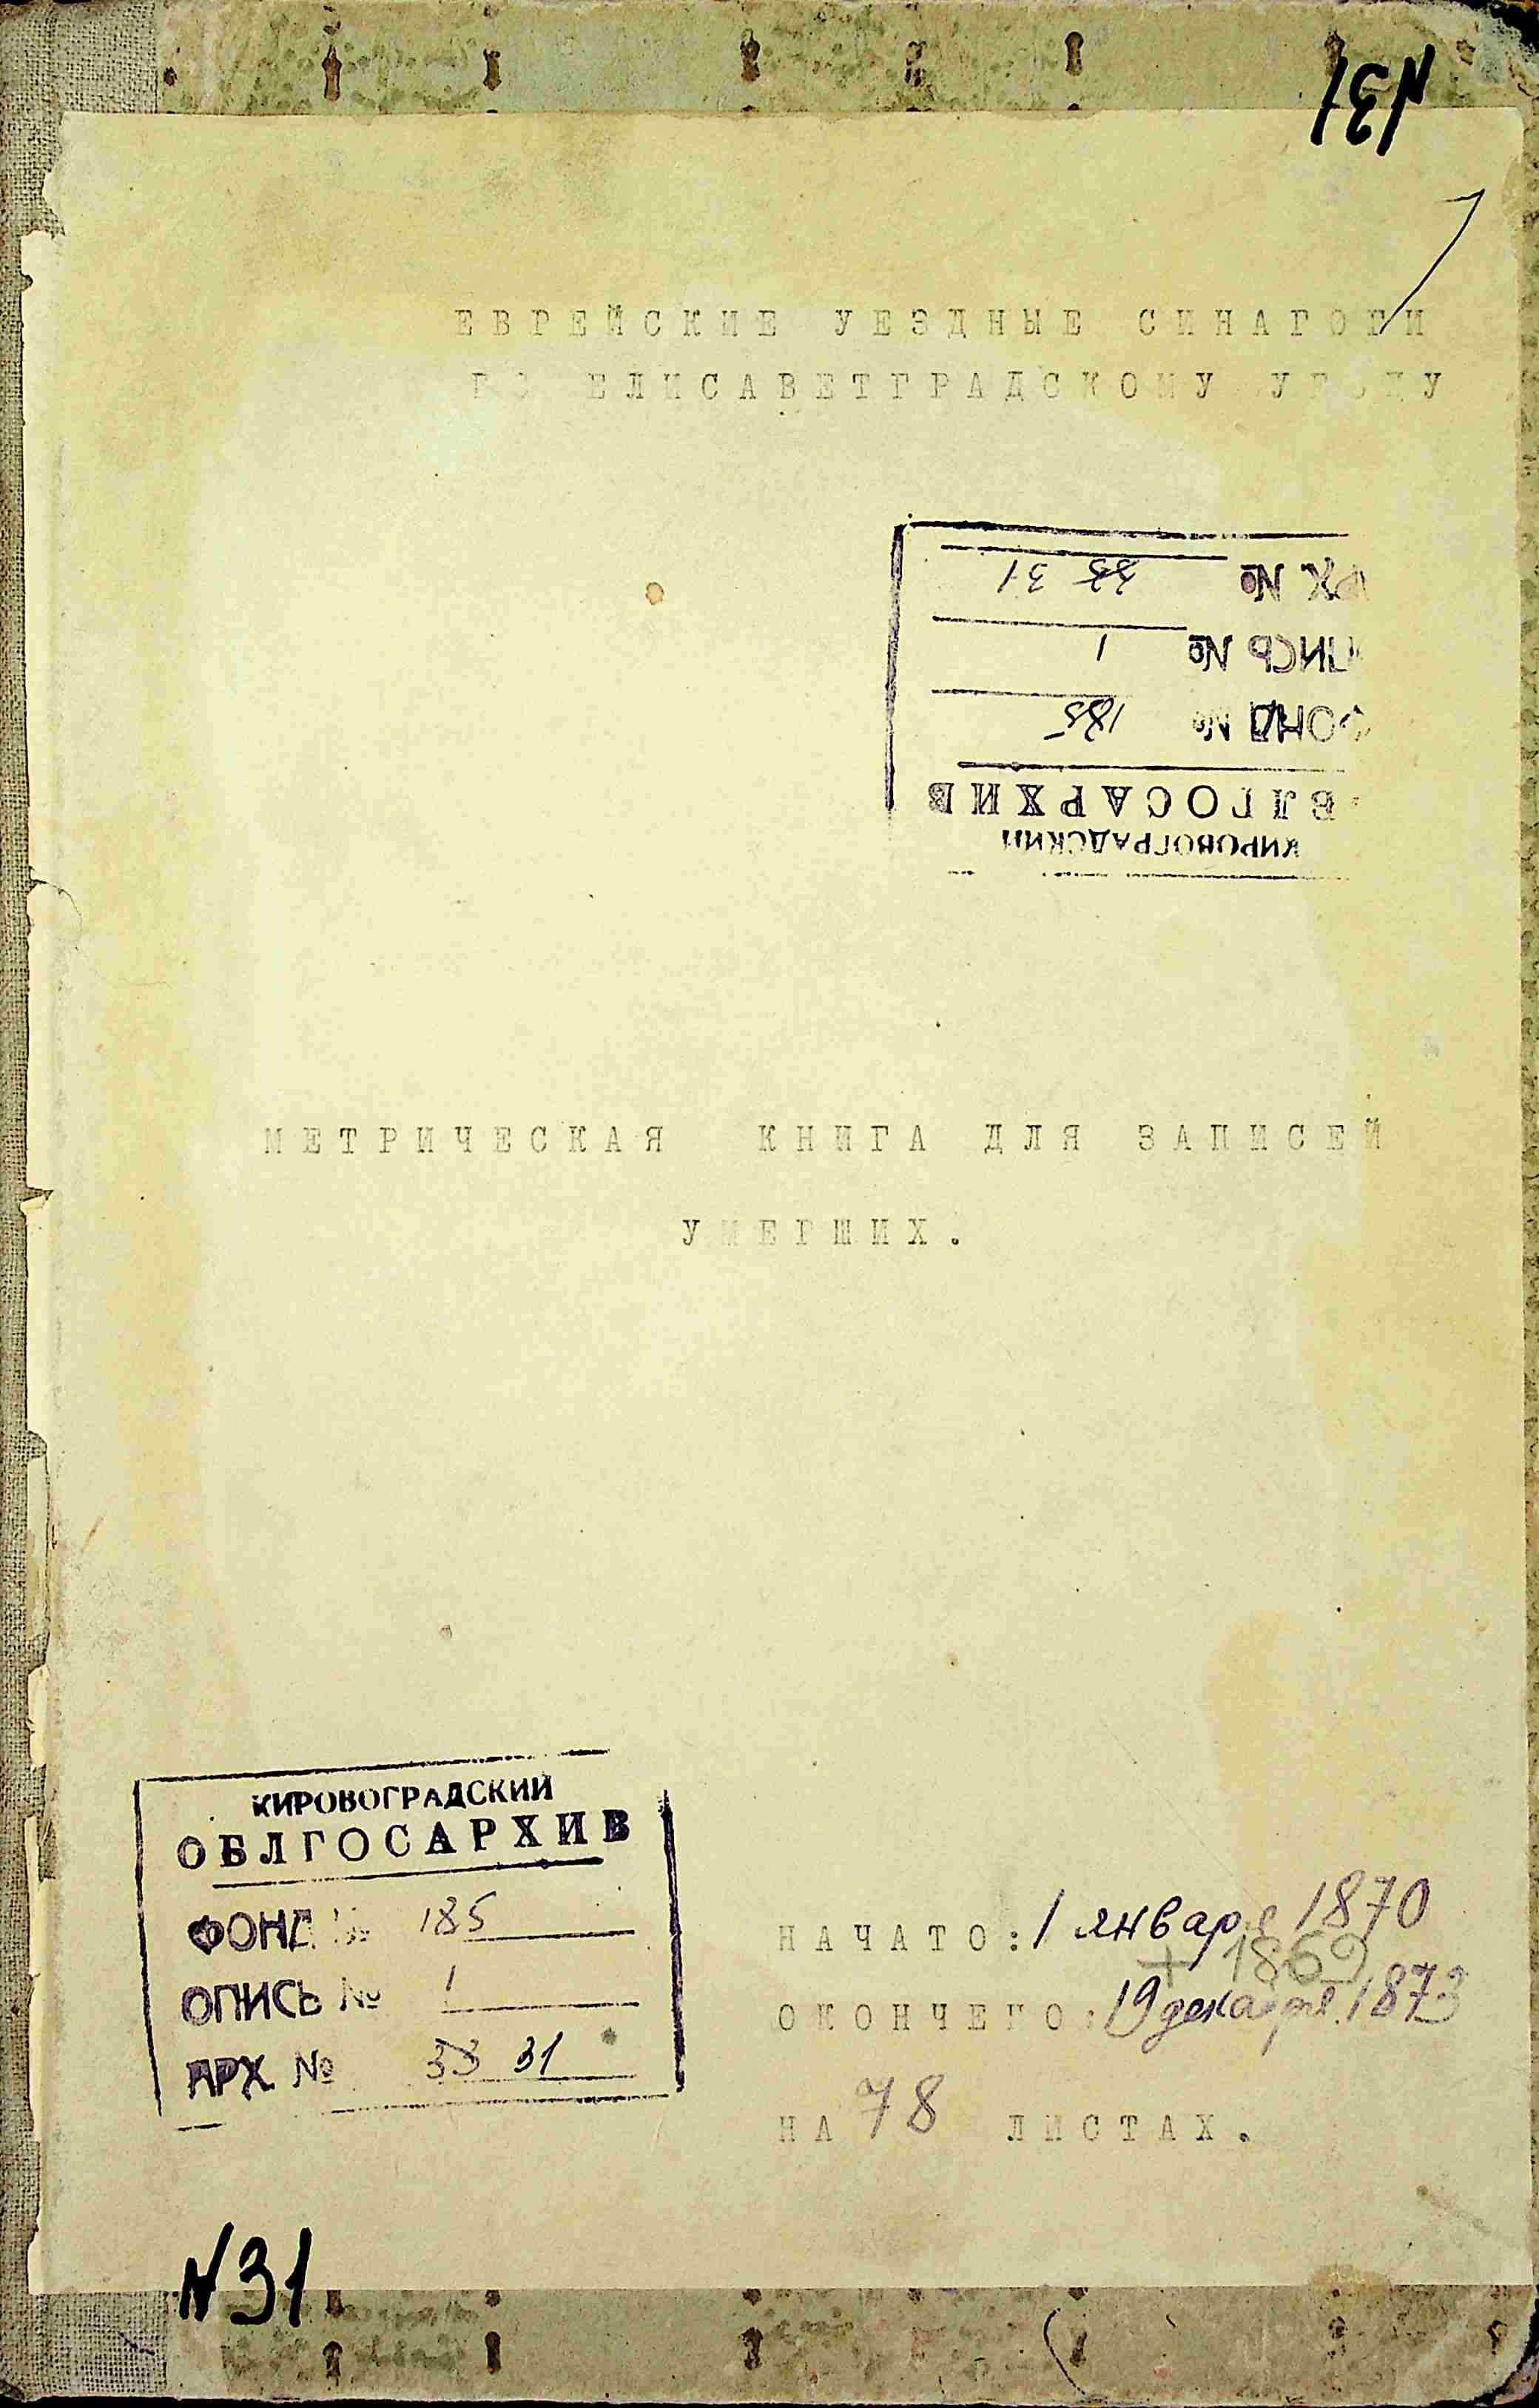 N31
ЕВРЕЙСКИЕ УЕЗДНЫЕ СИНАГОГИ
ПО ЕЛИСАВЕТГРАДСКОМУ УЕЗДУ
КИРОВОГРАДСКИЙ
ОБЛГОСАРХИВ
ФОНД № 185
ОПИСЬ № 1
АРХ № 33 31
МЕТРИЧЕСКАЯ КНИГА ДЛЯ ЗАПИСЕЙ
УМЕРШИХ.
КИРОВОГРАДСКИЙ
ОБЛГОСАРХИВ
ФОНД № 185
ОПИСЬ № 1
АРХ № 33 31
НАЧАТО: 1 января 1870
+ 1869
ОКОНЧЕНО: 19 декабря 1873
НА 78 ЛИСТАХ.
N31